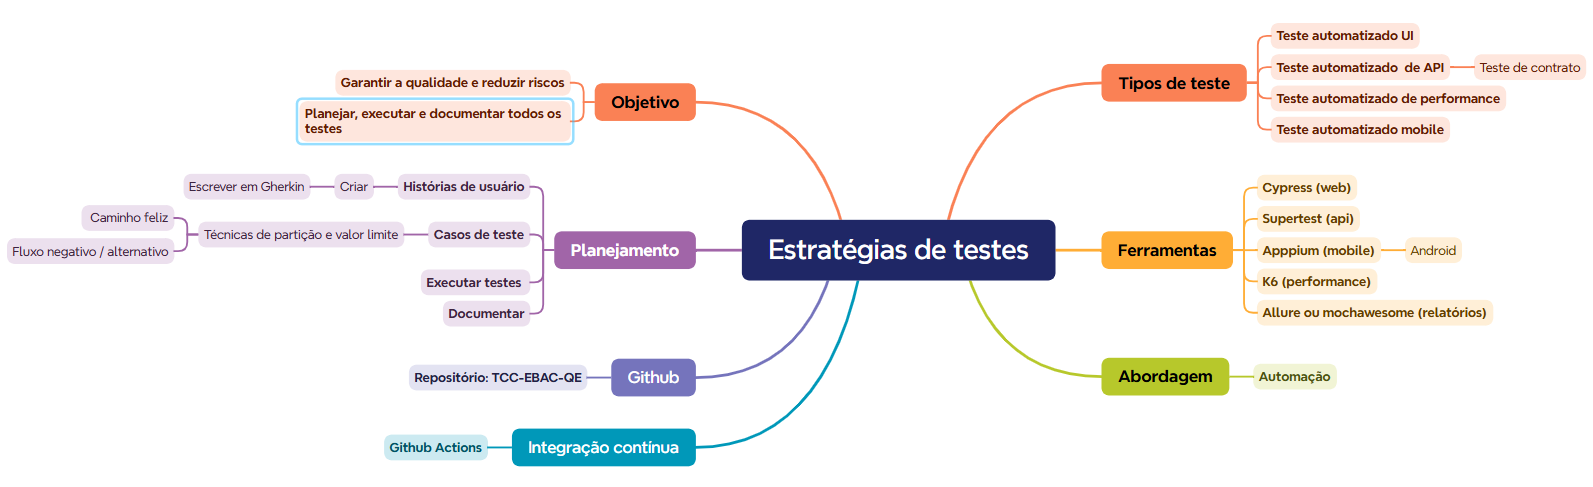 Estratégias de testes
Objetivo
Garantir a qualidade e reduzir riscos
Planejar, executar e documentar todos os
testes
Planejamento
Histórias de usuário
Criar
Escrever em Gherkin
Casos de teste
Técnicas de partição e valor limite
Caminho feliz
Fluxo negativo / alternativo
Executar testes
Documentar
Github
Repositório: TCC-EBAC-QE
Integração contínua
Github Actions
Tipos de teste
Teste automatizado UI
Teste automatizado de API
Teste de contrato
Teste automatizado de performance
Teste automatizado mobile
Ferramentas
Cypress (web)
Supertest (api)
Apppium (mobile)
Android
K6 (performance)
Allure ou mochawesome (relatórios)
Abordagem
Automação